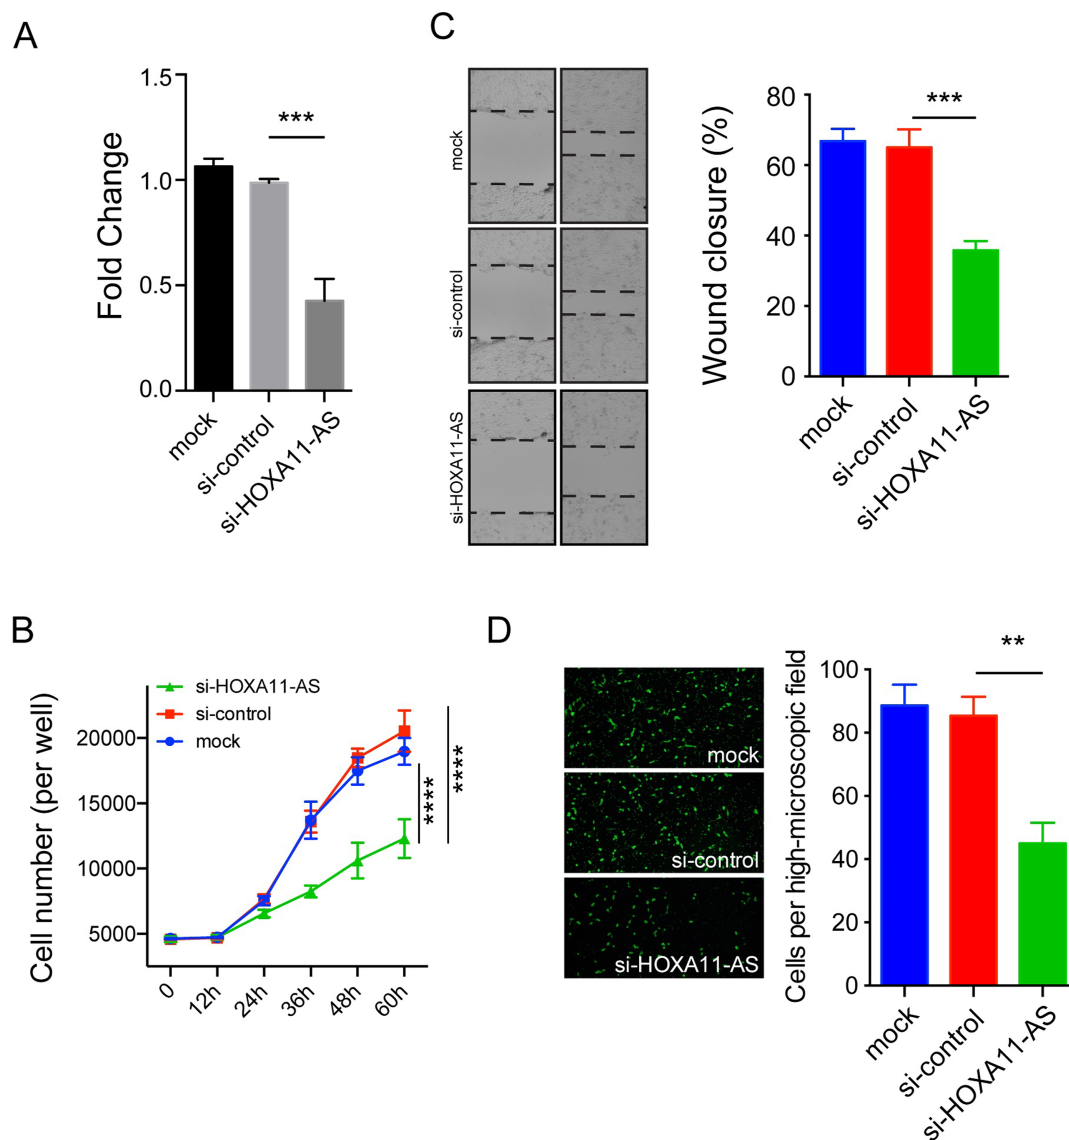 A
Fold Change
1.5
1.0
0.5
0.0
***
mock
si-control
si-HOXA11-AS
C
mock
si-control
si-HOXA11-AS
Wound closure (%)
80
60
40
20
0
***
mock
si-control
si-HOXA11-AS
B
Cell number (per well)
si-HOXA11-AS
si-control
mock
20000
15000
10000
5000
****
****
0
12h
24h
36h
48h
60h
D
mock
si-control
si-HOXA11-AS
Cells per high-microscopic field
100
80
60
40
20
0
**
mock
si-control
si-HOXA11-AS